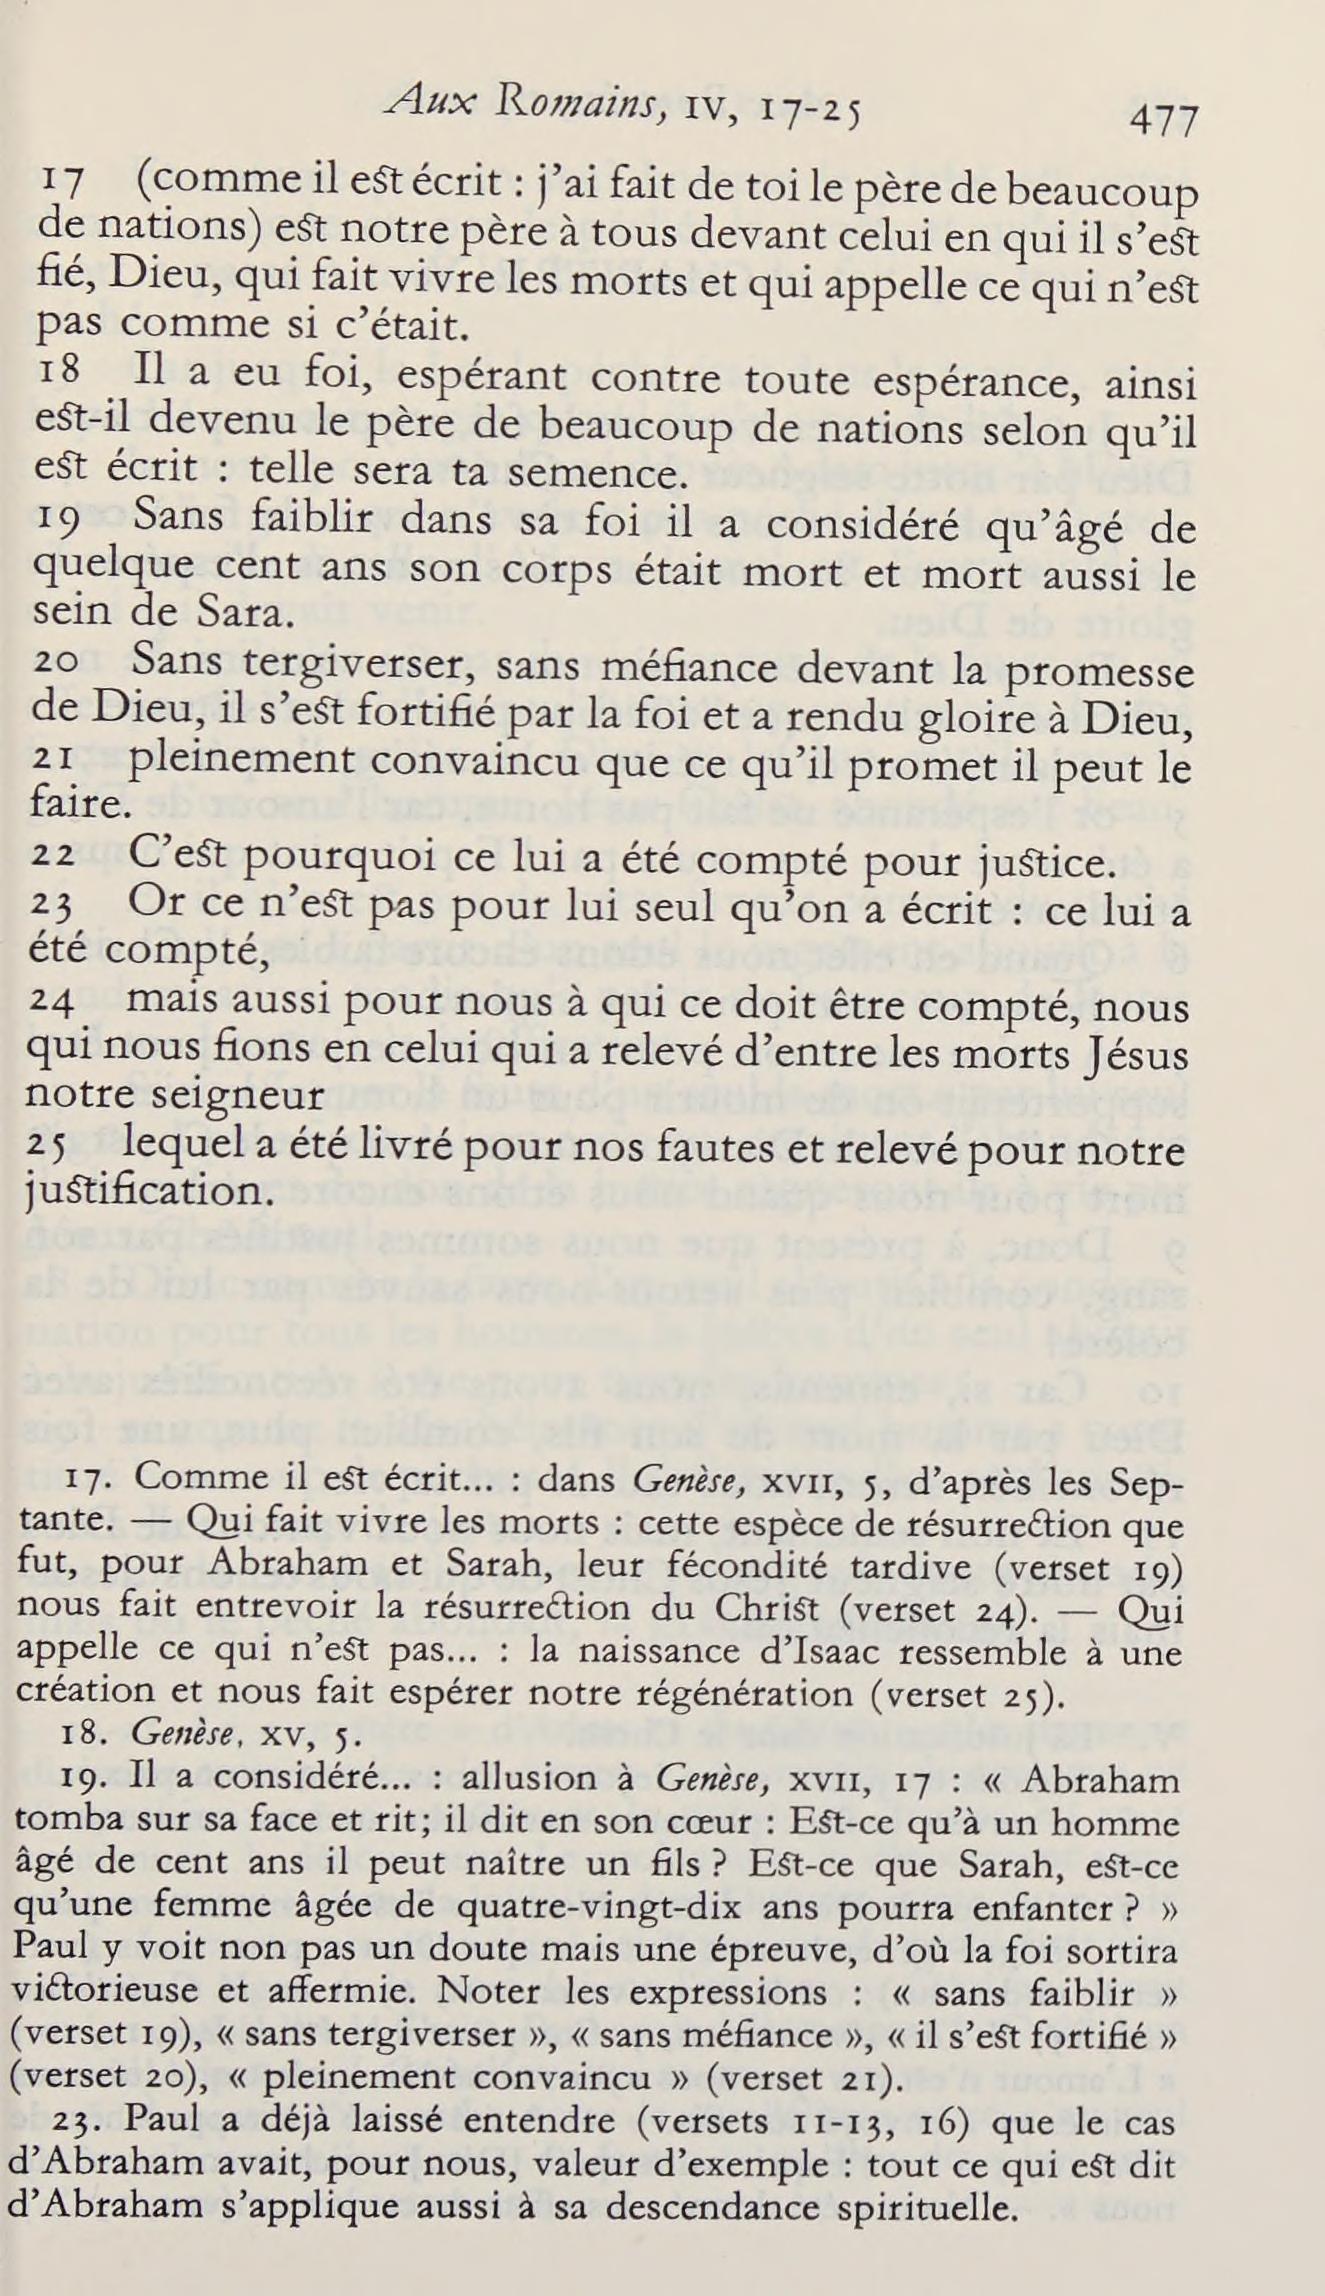 Aux Romains, IV, 17-25
477
17 (comme il est écrit : j’ai fait de toi le père de beaucoup
de nations) est notre père à tous devant celui en qui il s’est
fié, Dieu, qui fait vivre les morts et qui appelle ce qui n’est
pas comme si c’était.
18 Il a eu foi, espérant contre toute espérance, ainsi
est-il devenu le père de beaucoup de nations selon qu’il
est écrit : telle sera ta semence.
19 Sans faiblir dans sa foi il a considéré qu’âgé de
quelque cent ans son corps était mort et mort aussi le
sein de Sara.
20 Sans tergiverser, sans méfiance devant la promesse
de Dieu, il s’est fortifié par la foi et a rendu gloire à Dieu,
21 pleinement convaincu que ce qu’il promet il peut le
faire.
22 C’est pourquoi ce lui a été compté pour justice.
23 Or ce n’est pas pour lui seul qu’on a écrit : ce lui a
été compté,
24 mais aussi pour nous à qui ce doit être compté, nous
qui nous fions en celui qui a relevé d’entre les morts Jésus
notre seigneur
25 lequel a été livré pour nos fautes et relevé pour notre
justification.
17. Comme il est écrit... : dans Genèse, XVII, 5, d’après les Sep-
tante. — Qui fait vivre les morts : cette espèce de résurrection que
fut, pour Abraham et Sarah, leur fécondité tardive (verset 19)
nous fait entrevoir la résurrection du Christ (verset 24). — Qui
appelle ce qui n’est pas... : la naissance d’Isaac ressemble à une
création et nous fait espérer notre régénération (verset 25).
18. Genèse, XV, 5.
19. Il a considéré... : allusion à Genèse, XVII, 17 : « Abraham
tomba sur sa face et rit; il dit en son cœur : Est-ce qu’à un homme
âgé de cent ans il peut naître un fils ? Est-ce que Sarah, est-ce
qu’une femme âgée de quatre-vingt-dix ans pourra enfanter ? »
Paul y voit non pas un doute mais une épreuve, d’où la foi sortira
victorieuse et affermie. Noter les expressions : « sans faiblir »
(verset 19), « sans tergiverser », « sans méfiance », « il s’est fortifié »
(verset 20), « pleinement convaincu » (verset 21).
23. Paul a déjà laissé entendre (versets 11-13, 16) que le cas
d’Abraham avait, pour nous, valeur d’exemple : tout ce qui est dit
d’Abraham s’applique aussi à sa descendance spirituelle.